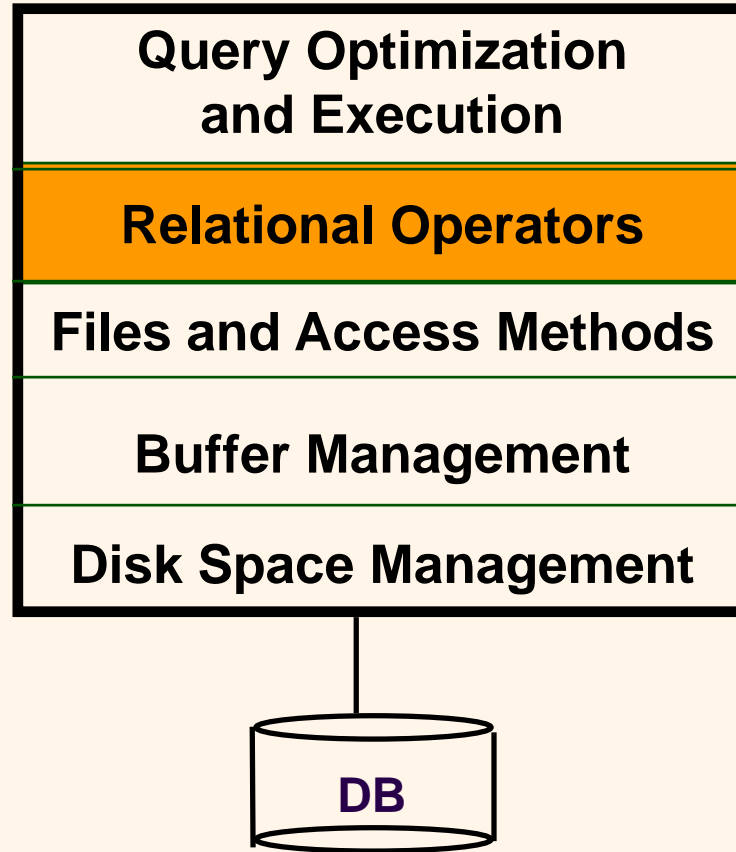 Query Optimization
and Execution
Relational Operators
Files and Access Methods
Buffer Management
Disk Space Management
DB